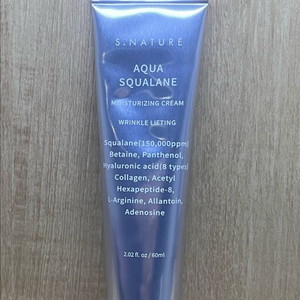 S.NATURE
AQUA
SQUALANE
MOISTURIZING CREAM
WRINKLE LIFTING
Squalane(150,000ppm)
Betaine, Panthenol,
Hyaluronic acid(8 types)
Collagen, Acetyl
Hexapeptide-8,
L-Arginine, Allantoin,
Adenosine
2.02 fl. oz / 60ml